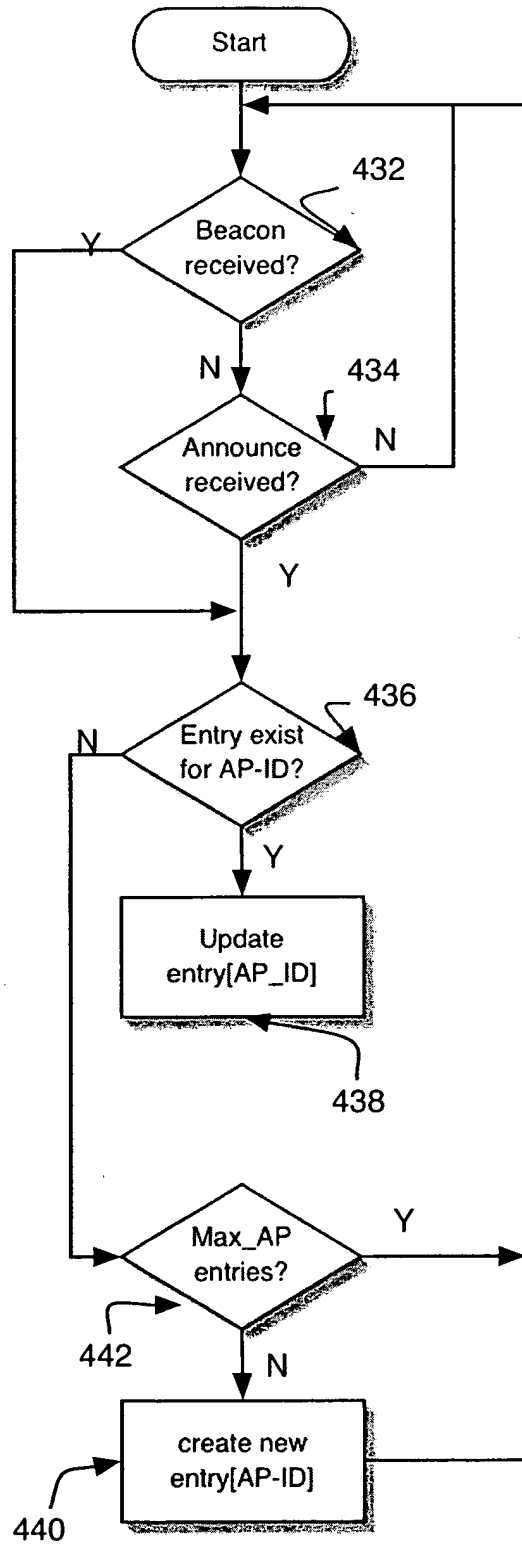 Start
432
Beacon
received?
Y
N
434
Announce
received?
N
Y
436
Entry exist
for AP-ID?
N
Y
Update
entry[AP_ID]
438
Max_AP
entries?
Y
442
N
create new
entry[AP-ID]
440